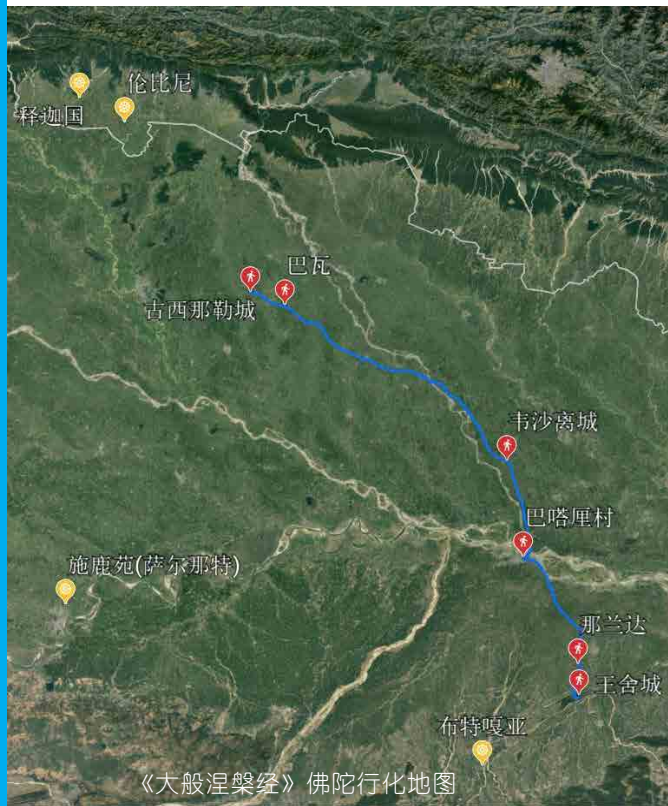 伦比尼
释迦国
巴瓦
古西那勒城
韦沙离城
巴嗒厘村
施鹿苑(萨尔那特)
那兰达
王舍城
布特嘎亚
《大般涅槃经》佛陀行化地图